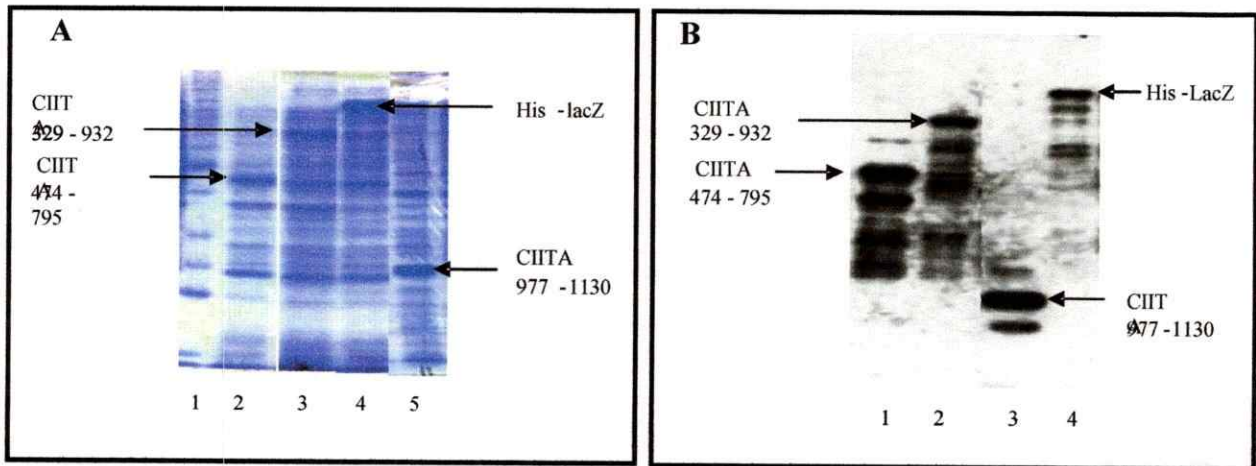 A
CIIT
A
329 - 932
CIIT
A
474 -
795
His - lacZ
CIITA
977 - 1130
1 2 3 4 5
B
CIITA
329 - 932
CIITA
474 - 795
His - LacZ
CIIT
A
977 - 1130
1 2 3 4